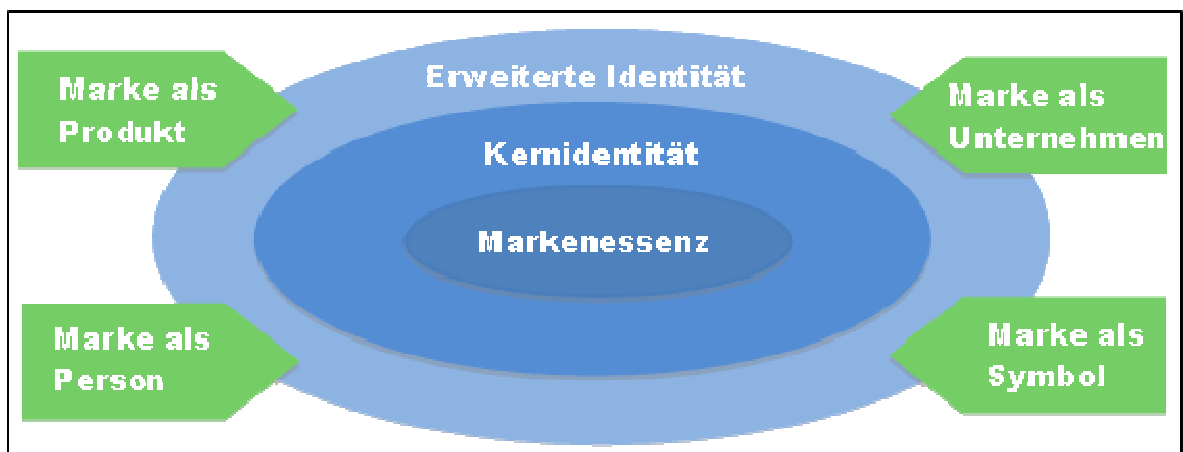 Erweiterte Identität
Marke als
Produkt
Marke als
Unternehmen
Kernidentität
Markenessenz
Marke als
Person
Marke als
Symbol